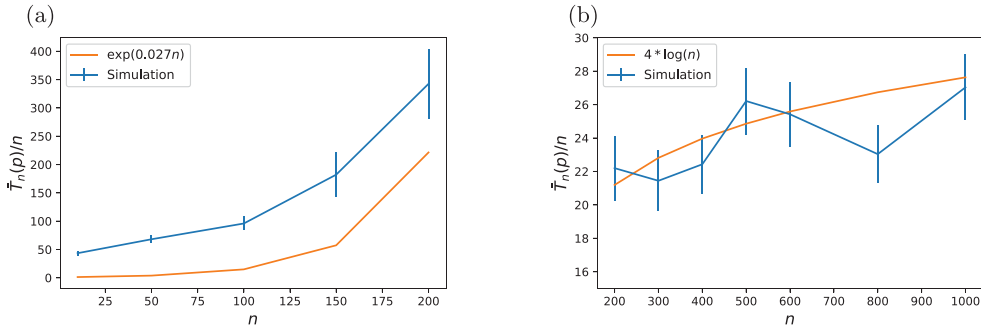 (a)
exp(0.027n)
Simulation
400
350
300
250
200
150
100
50
0
T̄ₙ(p)/n
25 50 75 100 125 150 175 200
n
(b)
4 * log(n)
Simulation
30
28
26
24
22
20
18
16
T̄ₙ(p)/n
200 300 400 500 600 700 800 900 1000
n